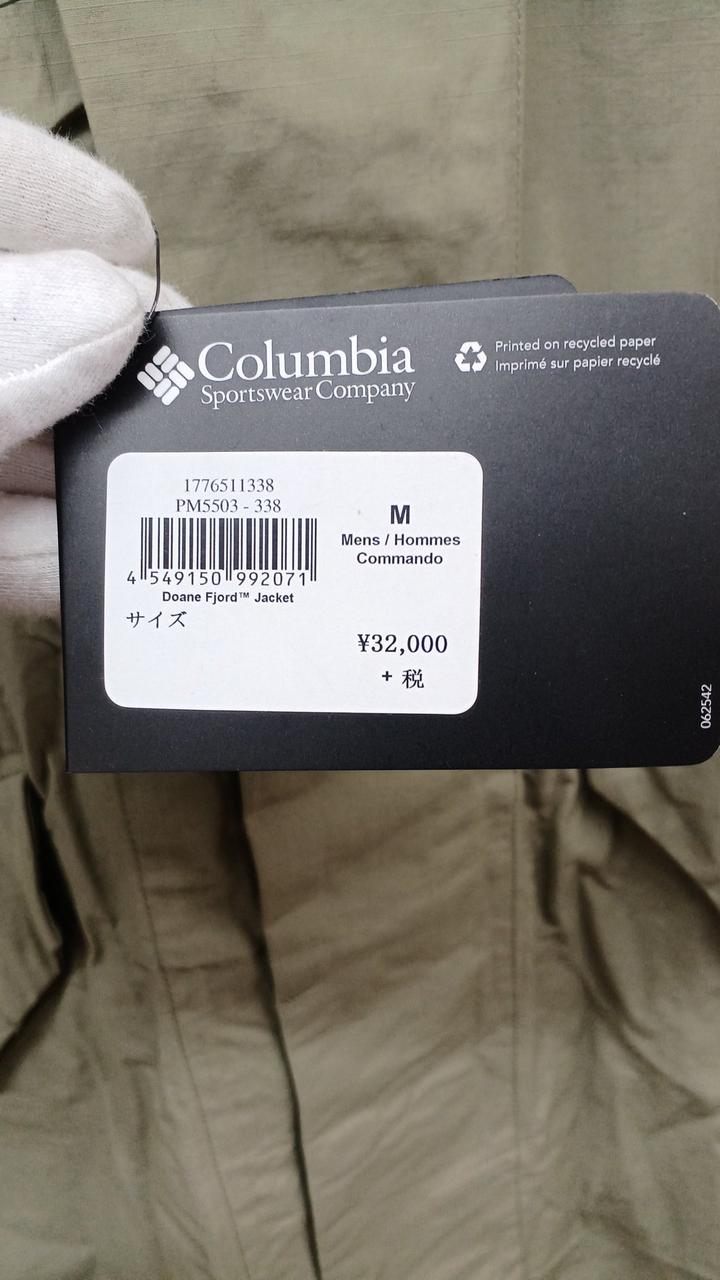 Columbia
Sportswear Company
Printed on recycled paper
Imprimé sur papier recyclé
1776511338
PM5503 - 338
4 549150 992071
Doane Fjord™ Jacket
サイズ
M
Mens / Hommes
Commando
¥32,000
+ 税
062542